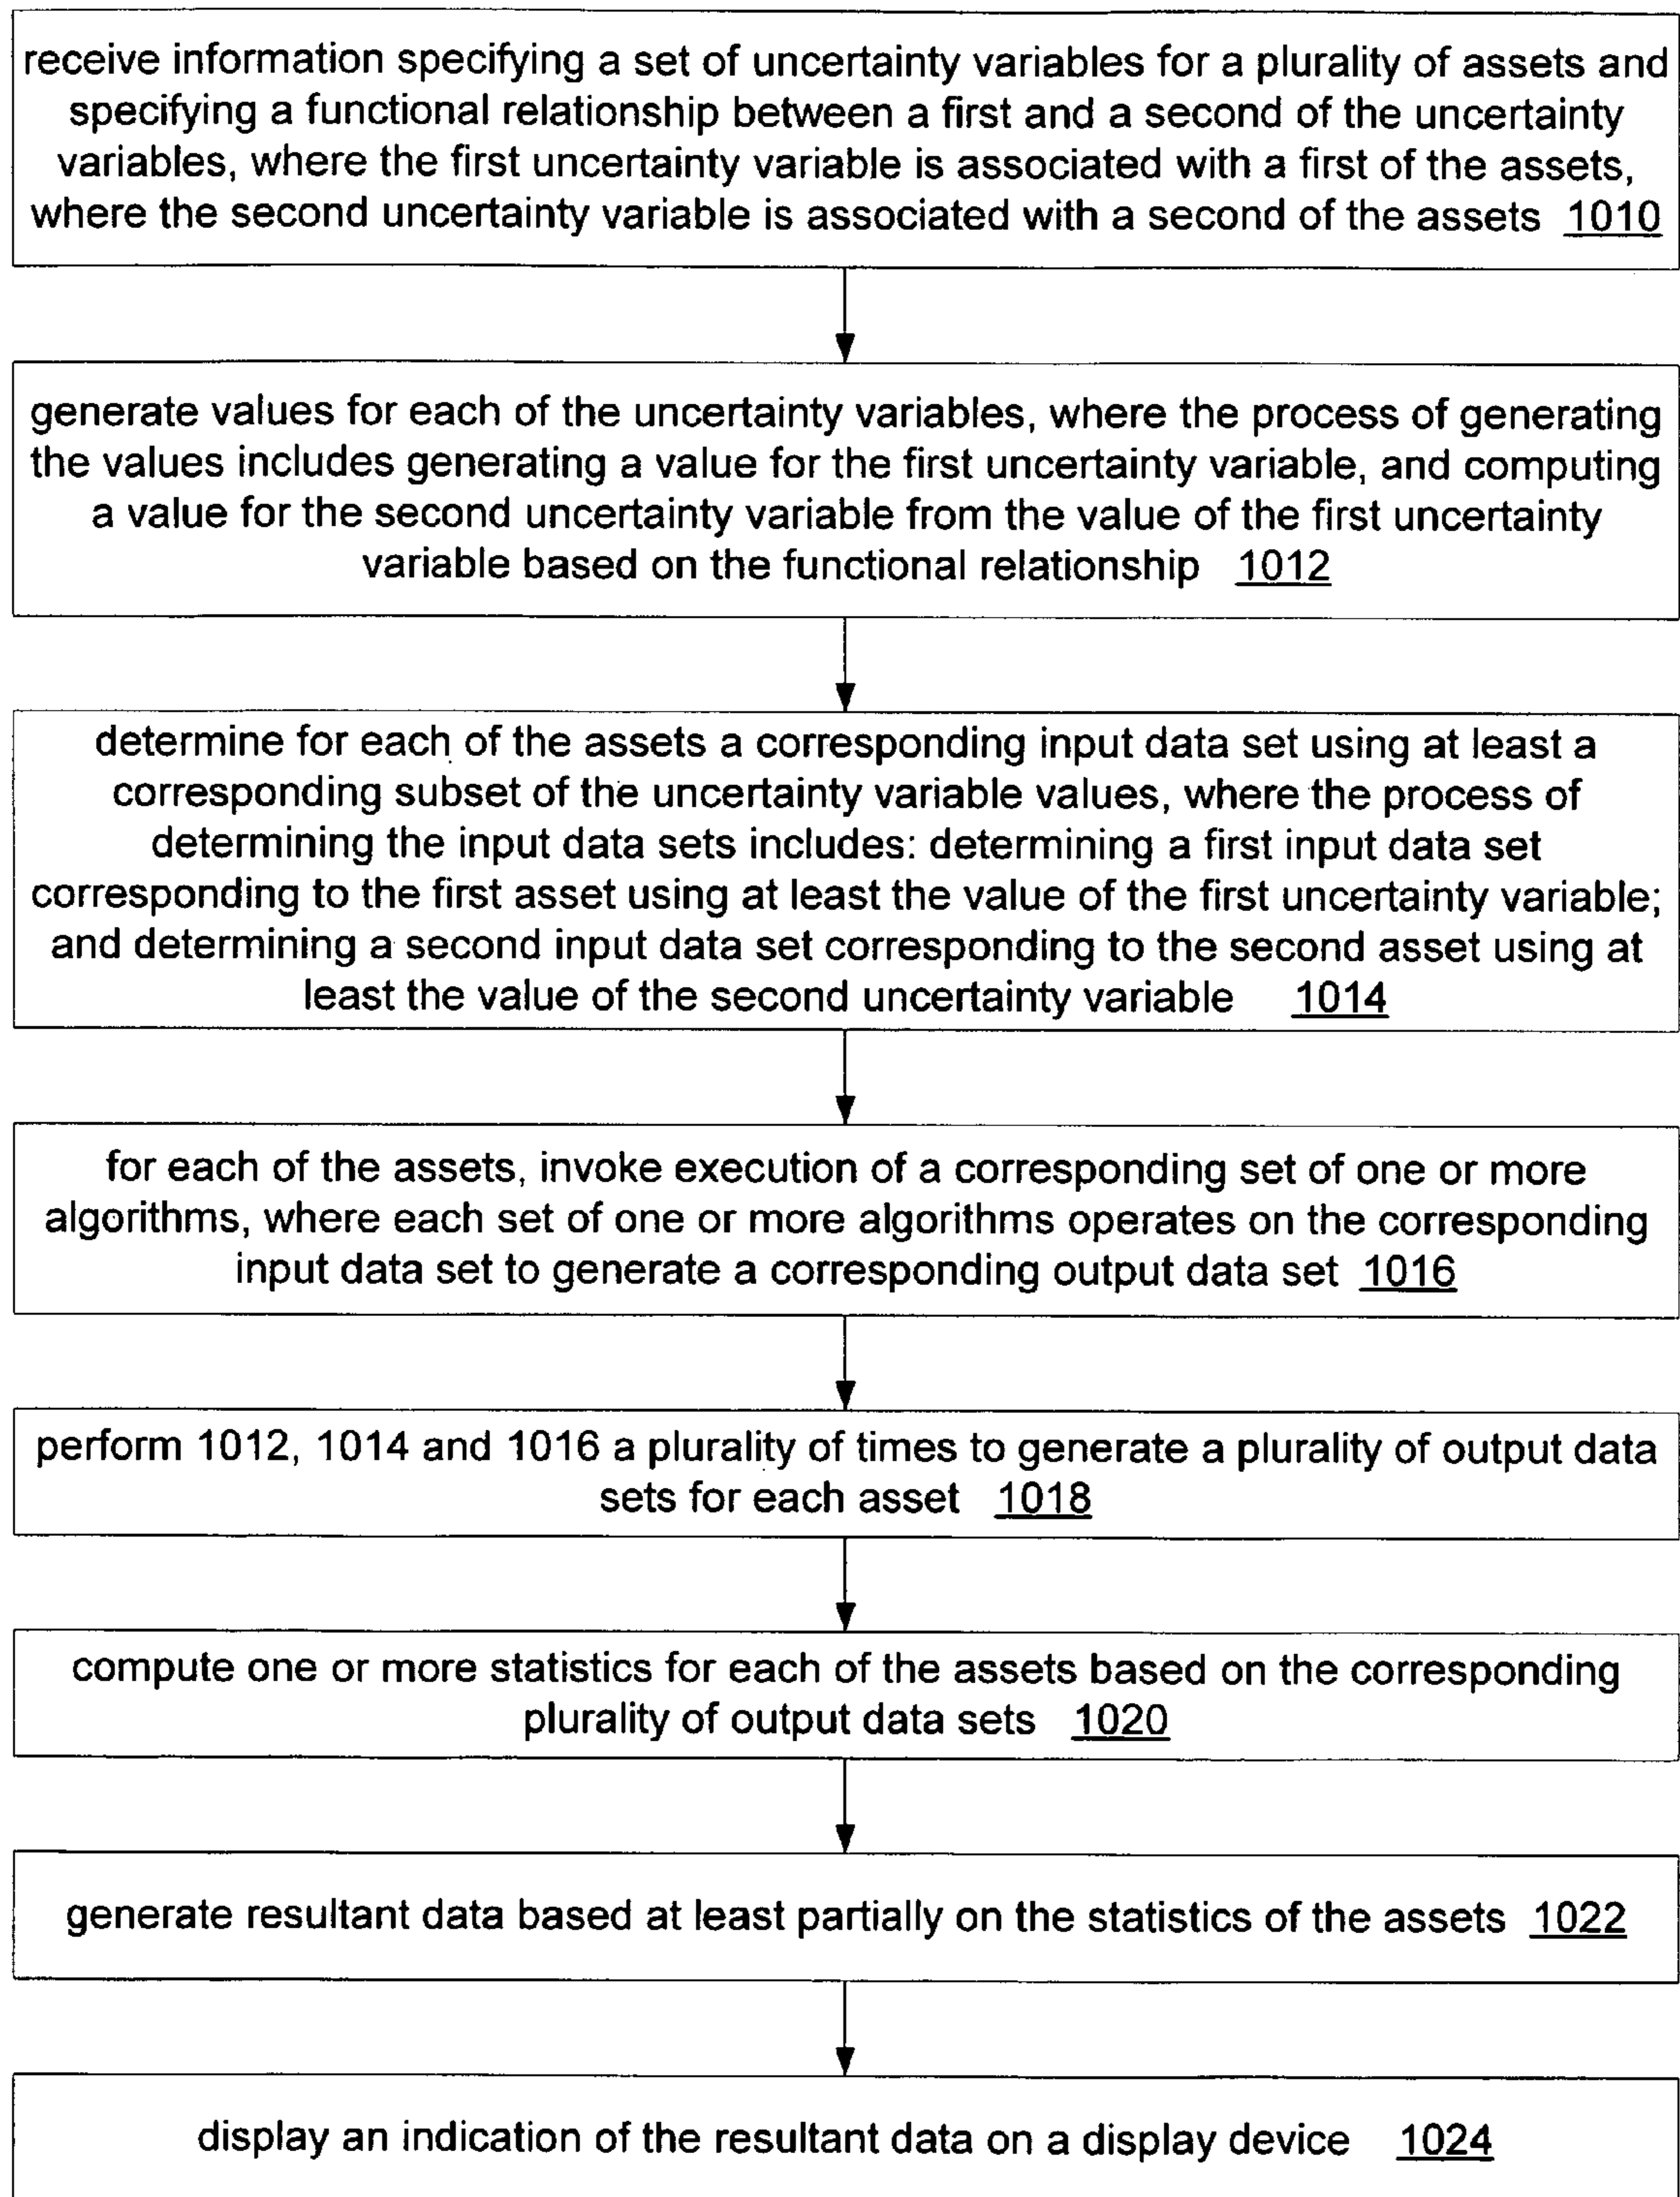 receive information specifying a set of uncertainty variables for a plurality of assets and
specifying a functional relationship between a first and a second of the uncertainty
variables, where the first uncertainty variable is associated with a first of the assets,
where the second uncertainty variable is associated with a second of the assets 1010
generate values for each of the uncertainty variables, where the process of generating
the values includes generating a value for the first uncertainty variable, and computing
a value for the second uncertainty variable from the value of the first uncertainty
variable based on the functional relationship 1012
determine for each of the assets a corresponding input data set using at least a
corresponding subset of the uncertainty variable values, where the process of
determining the input data sets includes: determining a first input data set
corresponding to the first asset using at least the value of the first uncertainty variable;
and determining a second input data set corresponding to the second asset using at
least the value of the second uncertainty variable 1014
for each of the assets, invoke execution of a corresponding set of one or more
algorithms, where each set of one or more algorithms operates on the corresponding
input data set to generate a corresponding output data set 1016
perform 1012, 1014 and 1016 a plurality of times to generate a plurality of output data
sets for each asset 1018
compute one or more statistics for each of the assets based on the corresponding
plurality of output data sets 1020
generate resultant data based at least partially on the statistics of the assets 1022
display an indication of the resultant data on a display device 1024